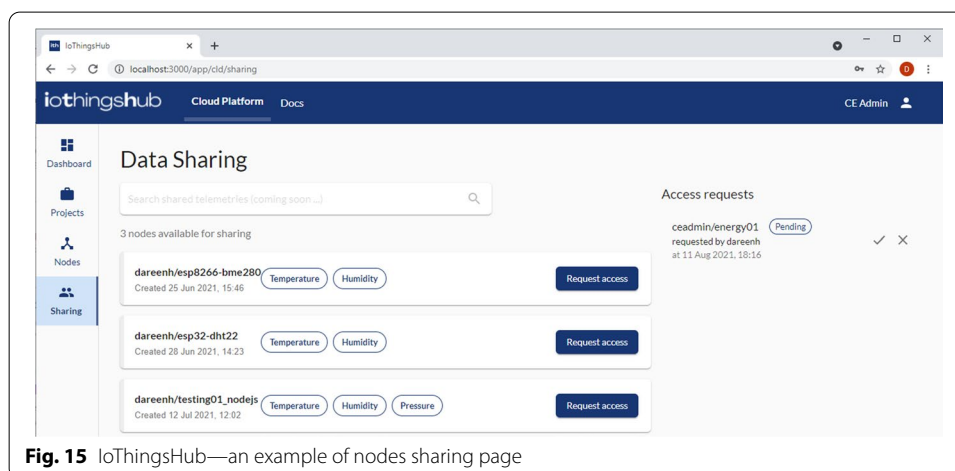 IoThingsHub
localhost:3000/app/cld/sharing
D
iothingshub Cloud Platform Docs CE Admin
Dashboard
Projects
Nodes
Sharing
Data Sharing
Search shared telemetries (coming soon ...)
3 nodes available for sharing
dareenh/esp8266-bme280 Temperature Humidity
Created 25 Jun 2021, 15:46
Request access
dareenh/esp32-dht22 Temperature Humidity
Created 28 Jun 2021, 14:23
Request access
dareenh/testing01_nodejs Temperature Humidity Pressure
Created 12 Jul 2021, 12:02
Request access
Access requests
ceadmin/energy01 Pending
requested by dareenh
at 11 Aug 2021, 18:16
Fig. 15 IoThingsHub—an example of nodes sharing page